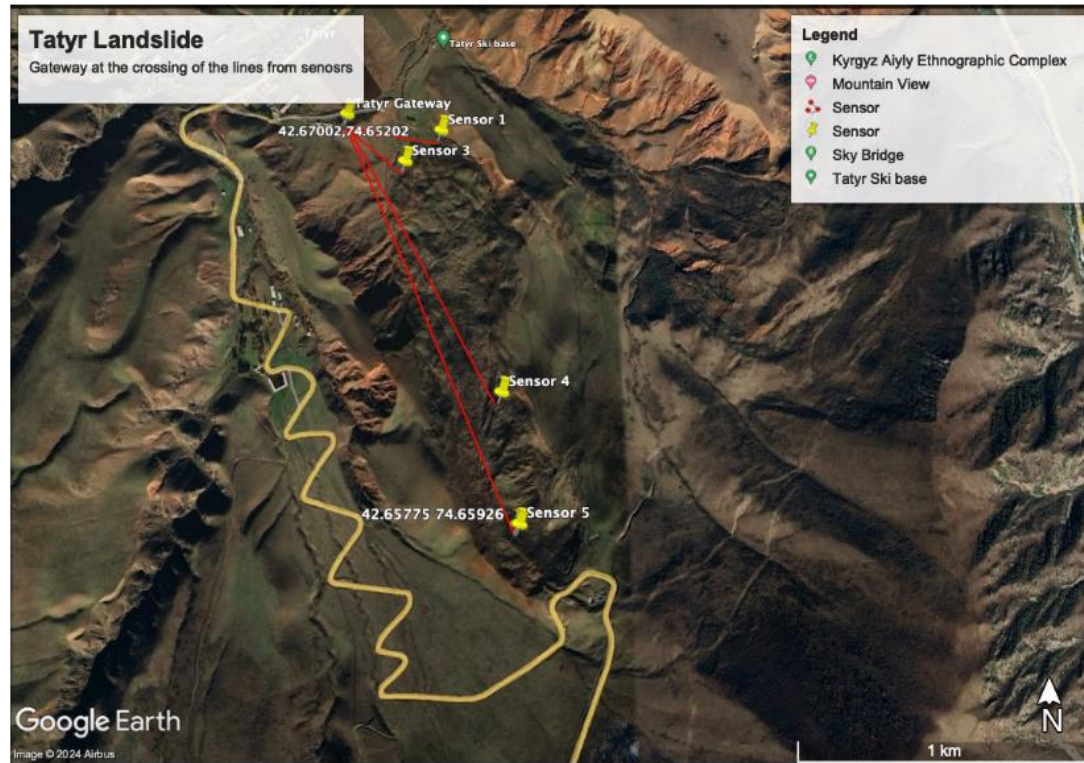 Tatyr Landslide
Gateway at the crossing of the lines from senosrs
Tatyr
Tatyr Ski base
Tatyr Gateway
42.67002,74.65202
Sensor 1
Sensor 3
Sensor 4
42.65775 74.65926
Sensor 5
Legend
Kyrgyz Aiyly Ethnographic Complex
Mountain View
Sensor
Sensor
Sky Bridge
Tatyr Ski base
Google Earth
Image © 2024 Airbus
N
1 km